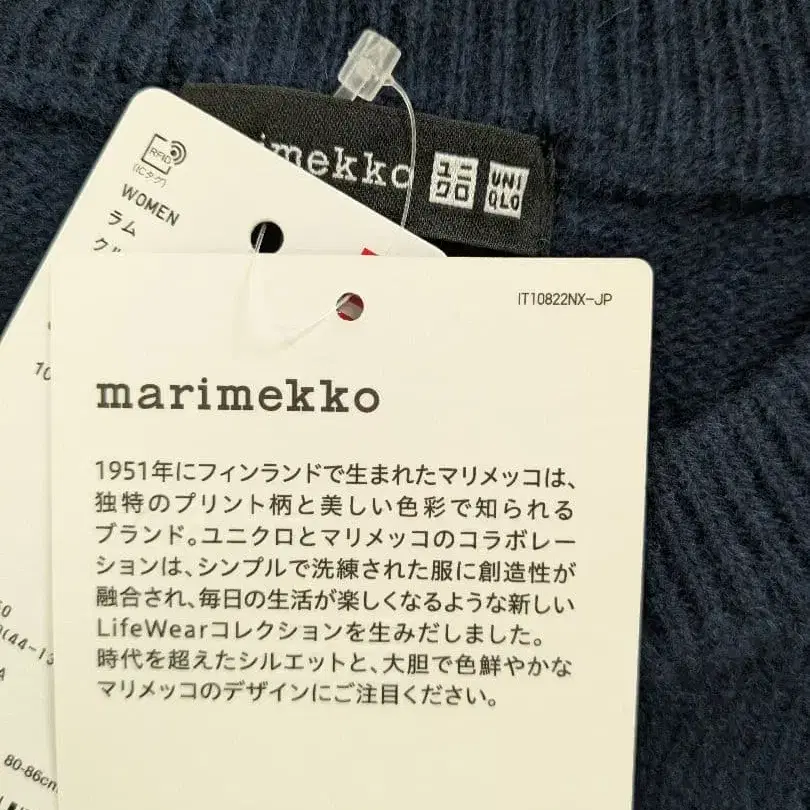 marimekko
ユニ
クロ
UNI
QLO
RFID
(ICタグ)
WOMEN
ラム
IT10822NX-JP
marimekko
1951年にフィンランドで生まれたマリメッコは、
独特のプリント柄と美しい色彩で知られる
ブランド。ユニクロとマリメッコのコラボレー
ションは、シンプルで洗練された服に創造性が
融合され、毎日の生活が楽しくなるような新しい
LifeWearコレクションを生みだしました。
時代を超えたシルエットと、大胆で色鮮やかな
マリメッコのデザインにご注目ください。
80-86cm